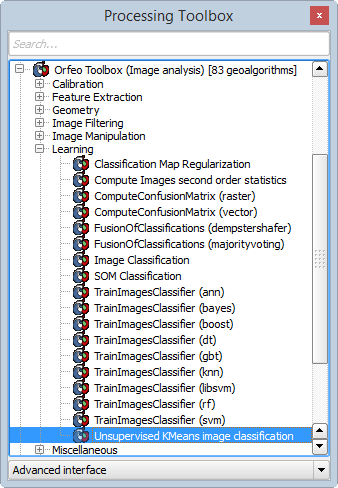 Processing Toolbox
Search...
Orfeo Toolbox (Image analysis) [83 geoalgorithms]
Calibration
Feature Extraction
Geometry
Image Filtering
Image Manipulation
Learning
Classification Map Regularization
Compute Images second order statistics
ComputeConfusionMatrix (raster)
ComputeConfusionMatrix (vector)
FusionOfClassifications (dempstershafer)
FusionOfClassifications (majorityvoting)
Image Classification
SOM Classification
TrainImagesClassifier (ann)
TrainImagesClassifier (bayes)
TrainImagesClassifier (boost)
TrainImagesClassifier (dt)
TrainImagesClassifier (gbt)
TrainImagesClassifier (knn)
TrainImagesClassifier (libsvm)
TrainImagesClassifier (rf)
TrainImagesClassifier (svm)
Unsupervised KMeans image classification
Miscellaneous
Advanced interface